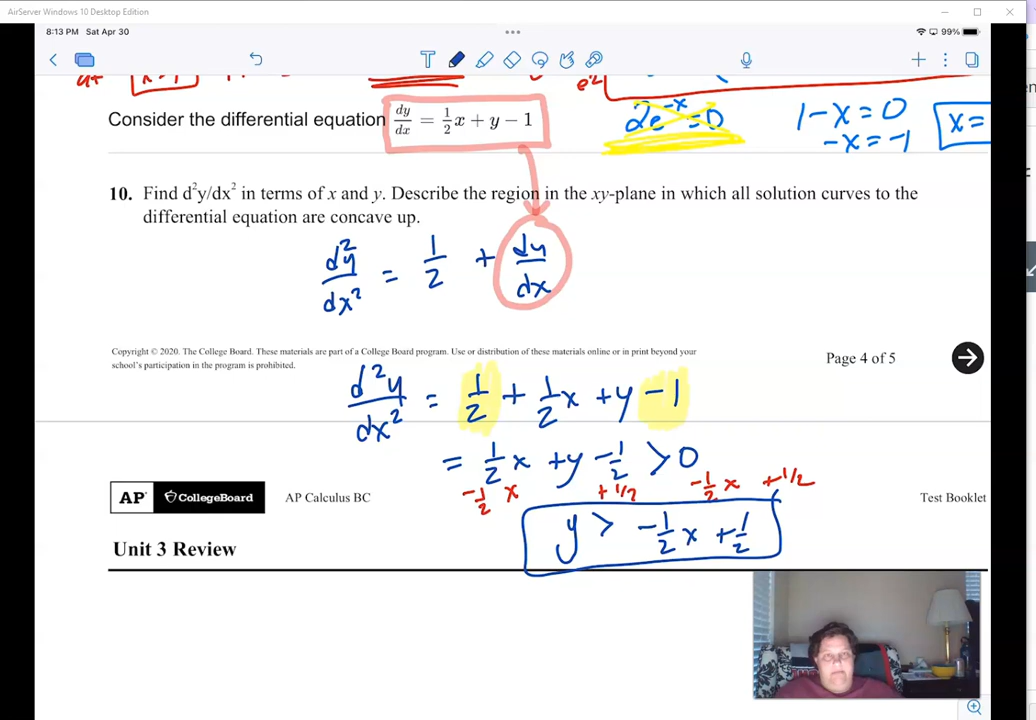 AirServer Windows 10 Desktop Edition
8:13 PM Sat Apr 30
99%
T
Consider the differential equation dy/dx = 1/2 x + y − 1
2e^-x = 0
1-x=0
-x=-1
x=
10. Find d²y/dx² in terms of x and y. Describe the region in the xy-plane in which all solution curves to the
differential equation are concave up.
d²y/dx² = 1/2 + dy/dx
Copyright © 2020. The College Board. These materials are part of a College Board program. Use or distribution of these materials online or in print beyond your
school's participation in the program is prohibited.
Page 4 of 5
d²y/dx² = 1/2 + 1/2 x + y - 1
= 1/2 x + y - 1/2 > 0
-1/2 x +1/2 -1/2 x +1/2
AP CollegeBoard AP Calculus BC Test Booklet
y > -1/2 x + 1/2
Unit 3 Review